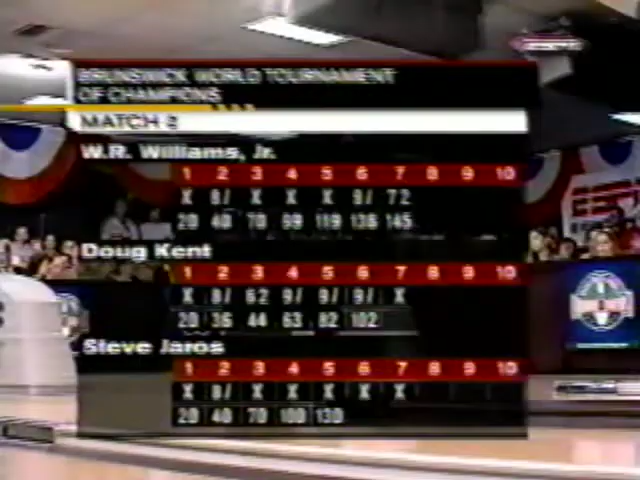 ESPN
BRUNSWICK WORLD TOURNAMENT
OF CHAMPIONS
MATCH 2
W.R. Williams, Jr.
1 2 3 4 5 6 7 8 9 10
X 8/ X X X 9/ 72
20 40 70 99 119 136 145
Doug Kent
1 2 3 4 5 6 7 8 9 10
X 8/ 62 9/ 9/ 9/ X
20 36 44 63 82 102
Steve Jaros
1 2 3 4 5 6 7 8 9 10
X 8/ X X X X X
20 40 70 100 130
ESPN